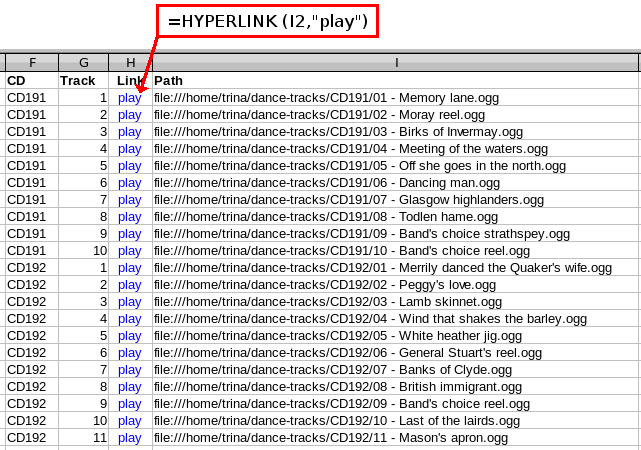 =HYPERLINK (I2,"play")
F G H I
CD Track Link Path
CD191 1 play file:///home/trina/dance-tracks/CD191/01 - Memory lane.ogg
CD191 2 play file:///home/trina/dance-tracks/CD191/02 - Moray reel.ogg
CD191 3 play file:///home/trina/dance-tracks/CD191/03 - Birks of Invermay.ogg
CD191 4 play file:///home/trina/dance-tracks/CD191/04 - Meeting of the waters.ogg
CD191 5 play file:///home/trina/dance-tracks/CD191/05 - Off she goes in the north.ogg
CD191 6 play file:///home/trina/dance-tracks/CD191/06 - Dancing man.ogg
CD191 7 play file:///home/trina/dance-tracks/CD191/07 - Glasgow highlanders.ogg
CD191 8 play file:///home/trina/dance-tracks/CD191/08 - Todlen hame.ogg
CD191 9 play file:///home/trina/dance-tracks/CD191/09 - Band's choice strathspey.ogg
CD191 10 play file:///home/trina/dance-tracks/CD191/10 - Band's choice reel.ogg
CD192 1 play file:///home/trina/dance-tracks/CD192/01 - Merrily danced the Quaker's wife.ogg
CD192 2 play file:///home/trina/dance-tracks/CD192/02 - Peggy's love.ogg
CD192 3 play file:///home/trina/dance-tracks/CD192/03 - Lamb skinnet.ogg
CD192 4 play file:///home/trina/dance-tracks/CD192/04 - Wind that shakes the barley.ogg
CD192 5 play file:///home/trina/dance-tracks/CD192/05 - White heather jig.ogg
CD192 6 play file:///home/trina/dance-tracks/CD192/06 - General Stuart's reel.ogg
CD192 7 play file:///home/trina/dance-tracks/CD192/07 - Banks of Clyde.ogg
CD192 8 play file:///home/trina/dance-tracks/CD192/08 - British immigrant.ogg
CD192 9 play file:///home/trina/dance-tracks/CD192/09 - Band's choice reel.ogg
CD192 10 play file:///home/trina/dance-tracks/CD192/10 - Last of the lairds.ogg
CD192 11 play file:///home/trina/dance-tracks/CD192/11 - Mason's apron.ogg